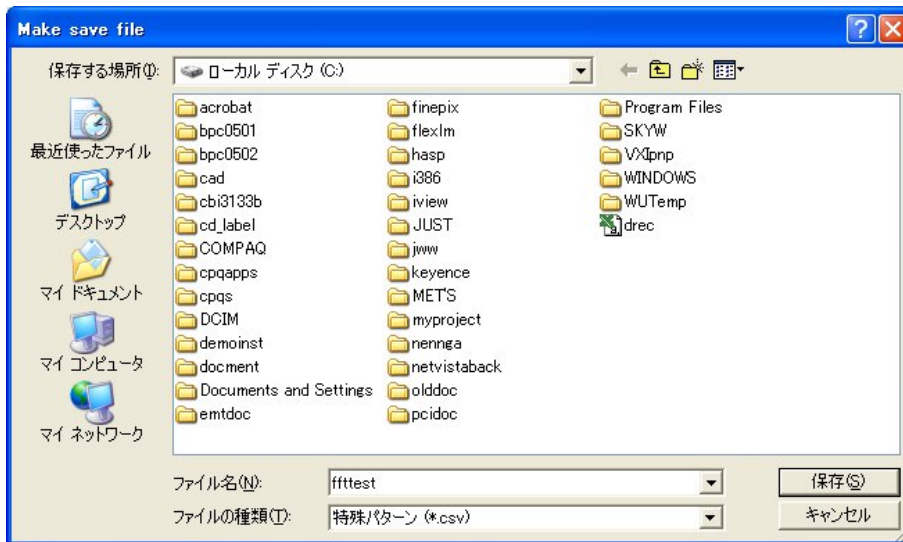 Make save file
保存する場所(I):
ローカル ディスク (C:)
最近使ったファイル
デスクトップ
マイ ドキュメント
マイ コンピュータ
マイ ネットワーク
acrobat
bpc0501
bpc0502
cad
cbi3133b
cd_label
COMPAQ
cpqapps
cpqs
DCIM
demoinst
docment
Documents and Settings
emtdoc
finepix
flexlm
hasp
i386
iview
JUST
jww
keyence
MET'S
myproject
nennga
netvistaback
olddoc
pcidoc
Program Files
SKYW
VXIpnp
WINDOWS
WUTemp
drec
ファイル名(N):
ffttest
保存(S)
ファイルの種類(T):
特殊パターン (*.csv)
キャンセル